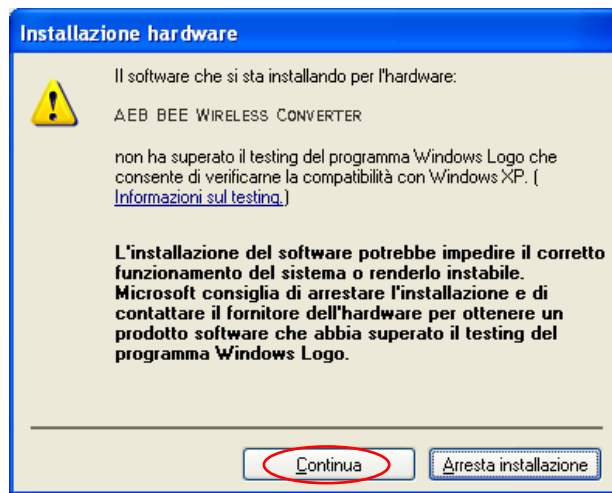 Installazione hardware
Il software che si sta installando per l'hardware:
AEB BEE WIRELESS CONVERTER
non ha superato il testing del programma Windows Logo che
consente di verificarne la compatibilità con Windows XP. (
Informazioni sul testing.)
L'installazione del software potrebbe impedire il corretto
funzionamento del sistema o renderlo instabile.
Microsoft consiglia di arrestare l'installazione e di
contattare il fornitore dell'hardware per ottenere un
prodotto software che abbia superato il testing del
programma Windows Logo.
Continua
Arresta installazione